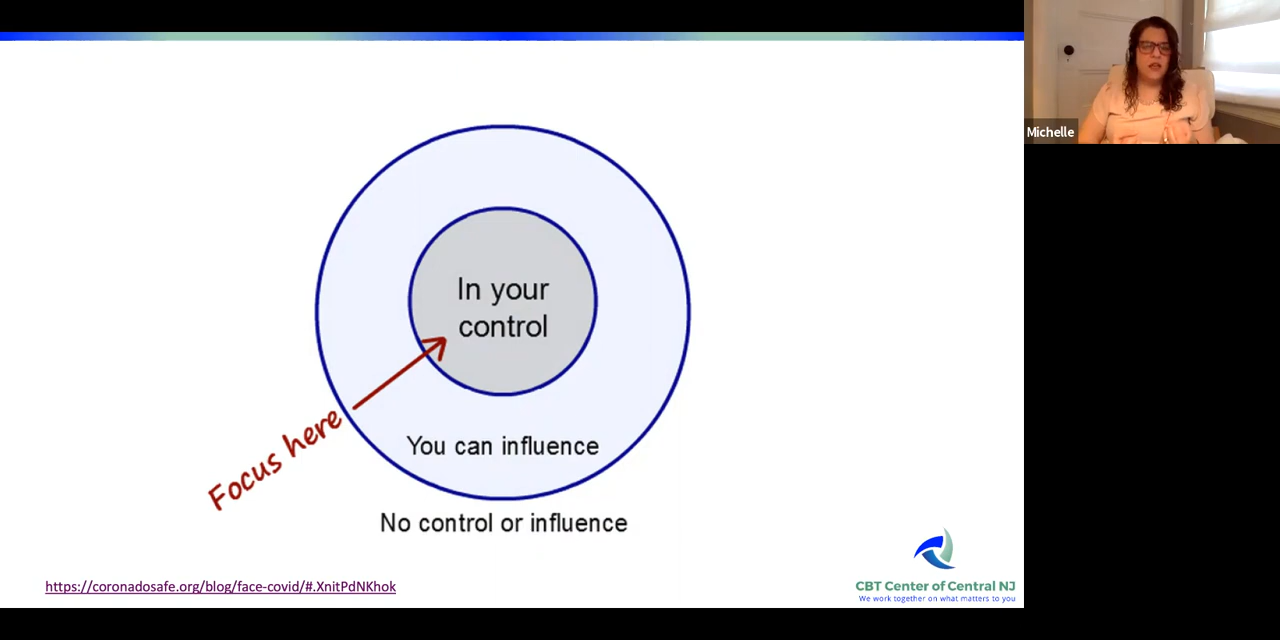 Michelle
In your
control
Focus here
You can influence
No control or influence
https://coronadosafe.org/blog/face-covid/#.XnitPdNKhok
CBT Center of Central NJ
We work together on what matters to you